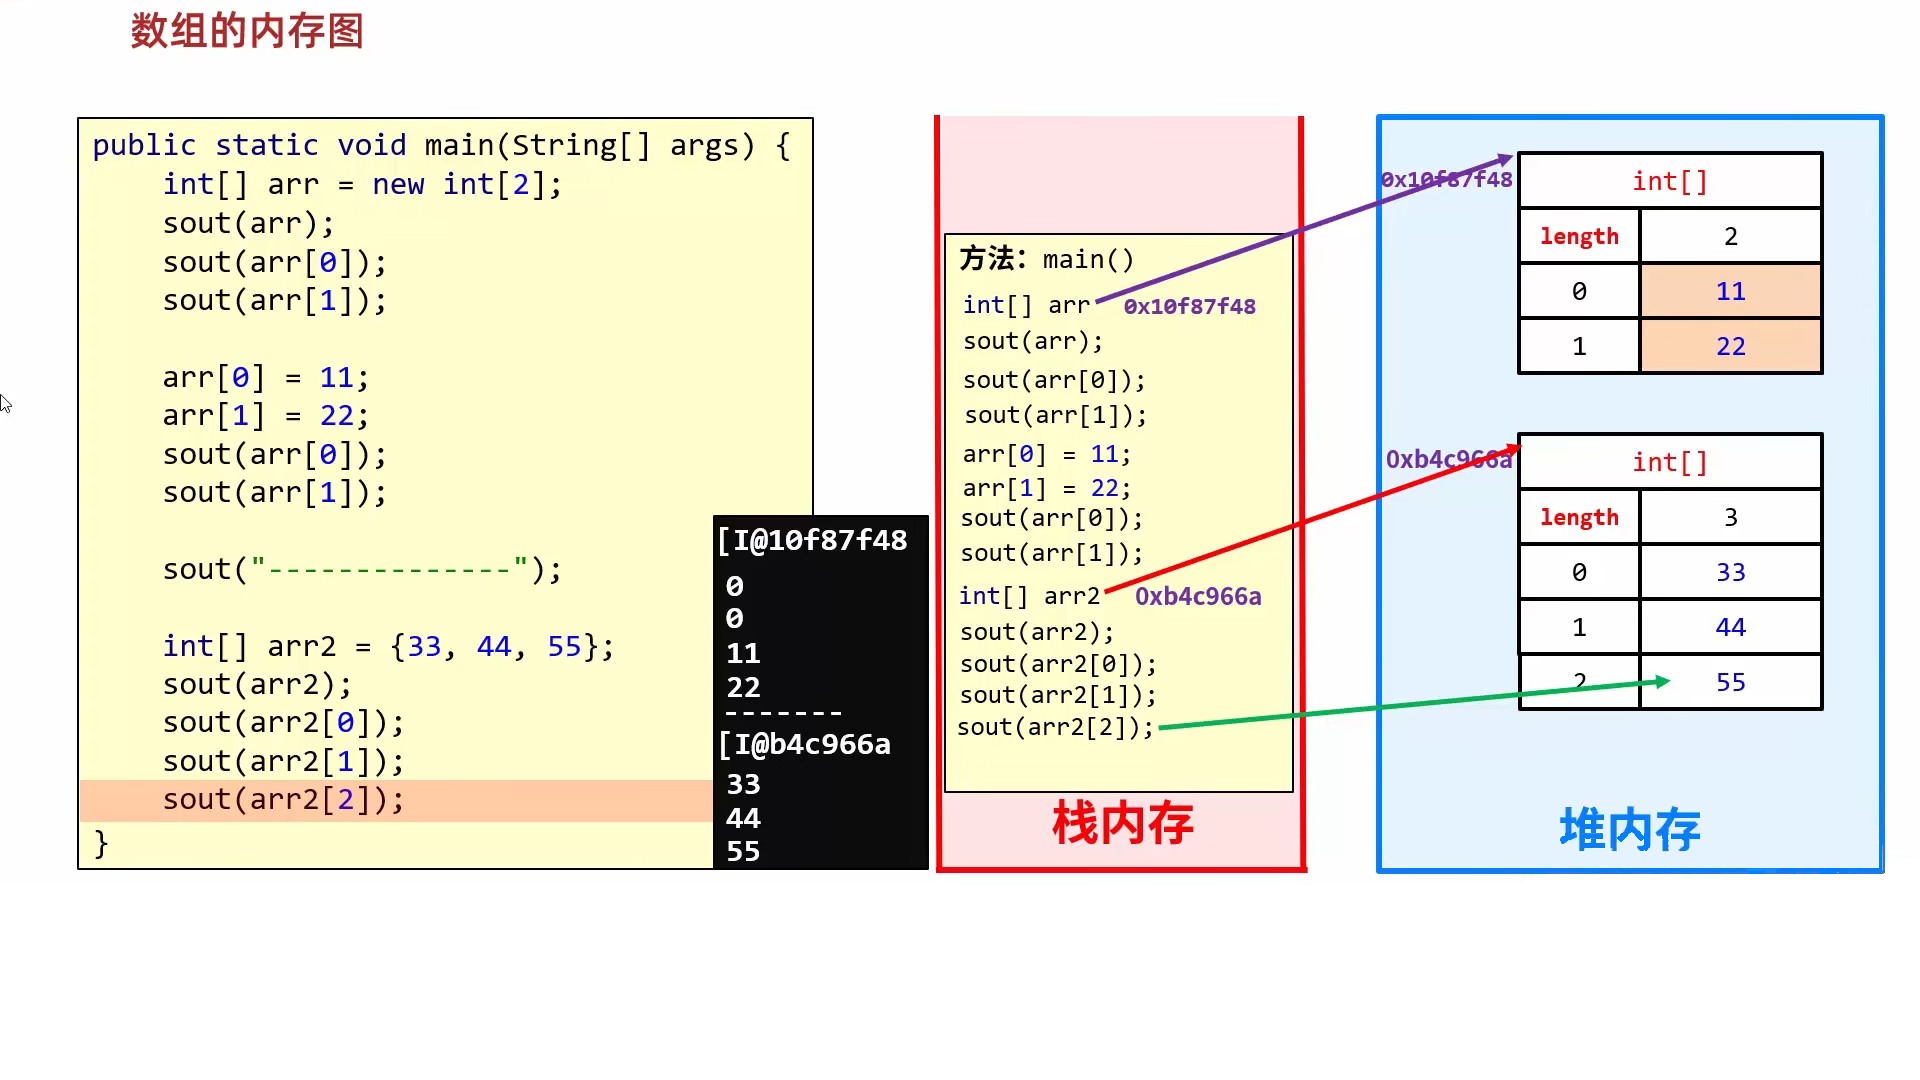 数组的内存图
public static void main(String[] args) {
int[] arr = new int[2];
sout(arr);
sout(arr[0]);
sout(arr[1]);
arr[0] = 11;
arr[1] = 22;
sout(arr[0]);
sout(arr[1]);
sout("--------------");
int[] arr2 = {33, 44, 55};
sout(arr2);
sout(arr2[0]);
sout(arr2[1]);
sout(arr2[2]);
}
[I@10f87f48
0
0
11
22
-------
[I@b4c966a
33
44
55
方法：main()
int[] arr 0x10f87f48
sout(arr);
sout(arr[0]);
sout(arr[1]);
arr[0] = 11;
arr[1] = 22;
sout(arr[0]);
sout(arr[1]);
int[] arr2 0xb4c966a
sout(arr2);
sout(arr2[0]);
sout(arr2[1]);
sout(arr2[2]);
栈内存
0x10f87f48
int[]
length 2
0 11
1 22
0xb4c966a
int[]
length 3
0 33
1 44
2 55
堆内存